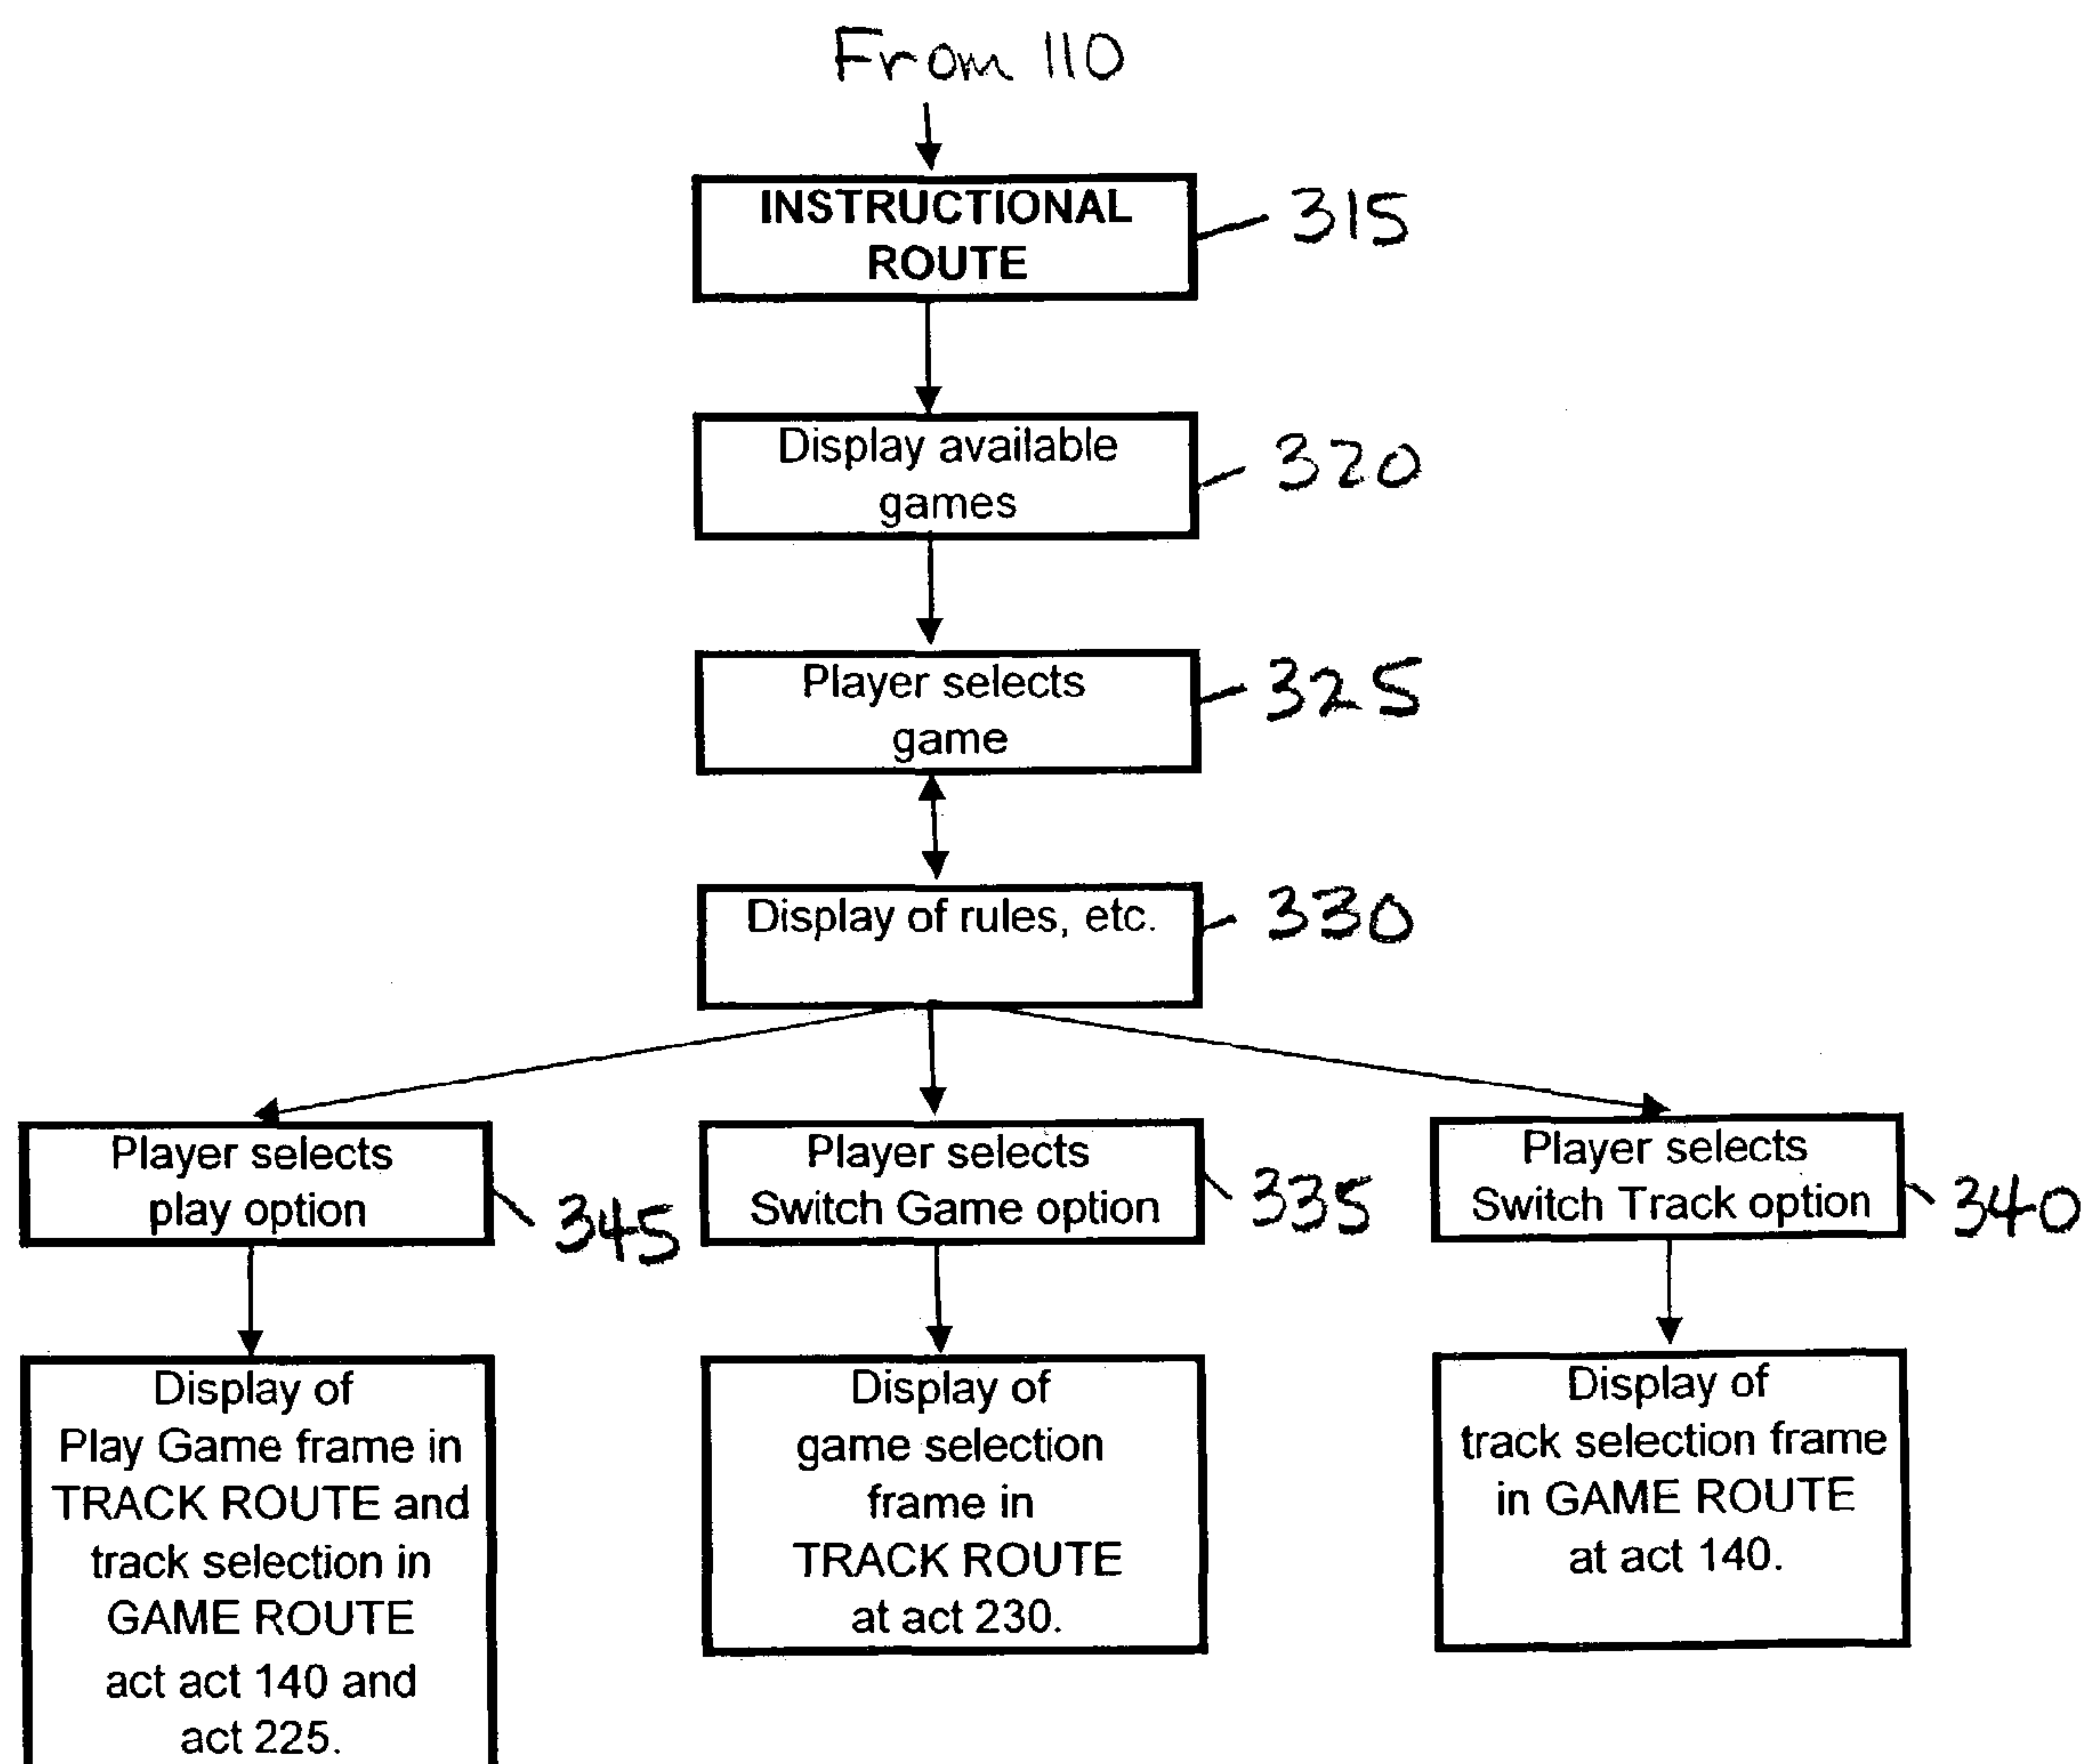 From 110
INSTRUCTIONAL
ROUTE
315
Display available
games
320
Player selects
game
325
Display of rules, etc.
330
Player selects
play option
345
Player selects
Switch Game option
335
Player selects
Switch Track option
340
Display of
Play Game frame in
TRACK ROUTE and
track selection in
GAME ROUTE
act act 140 and
act 225.
Display of
game selection
frame in
TRACK ROUTE
at act 230.
Display of
track selection frame
in GAME ROUTE
at act 140.